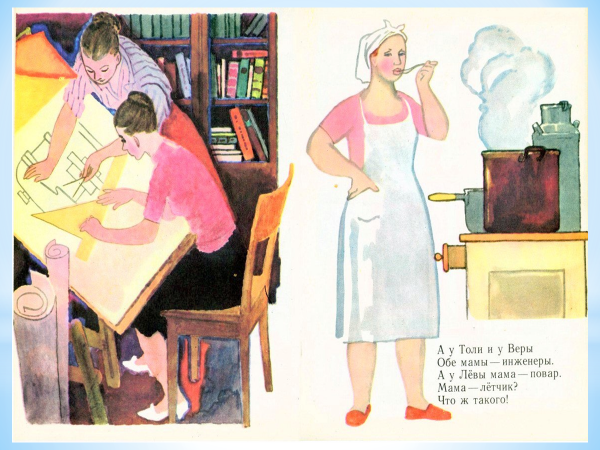 А у Толи и у Веры
Обе мамы — инженеры.
А у Лёвы мама — повар.
Мама — лётчик?
Что ж такого!